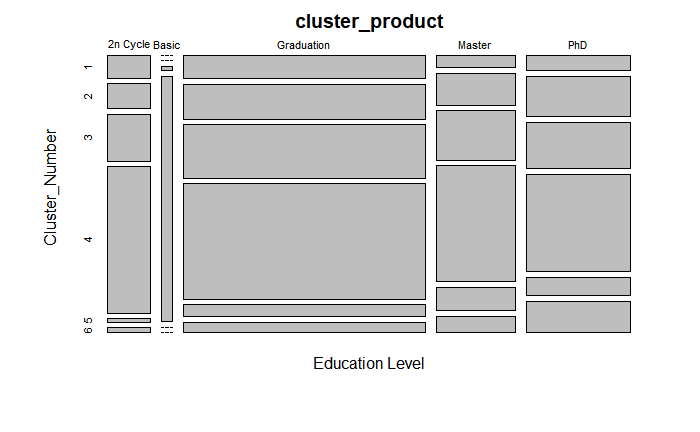 cluster_product
2n Cycle Basic Graduation Master PhD
1
2
3
4
5
6
Cluster_Number
Education Level